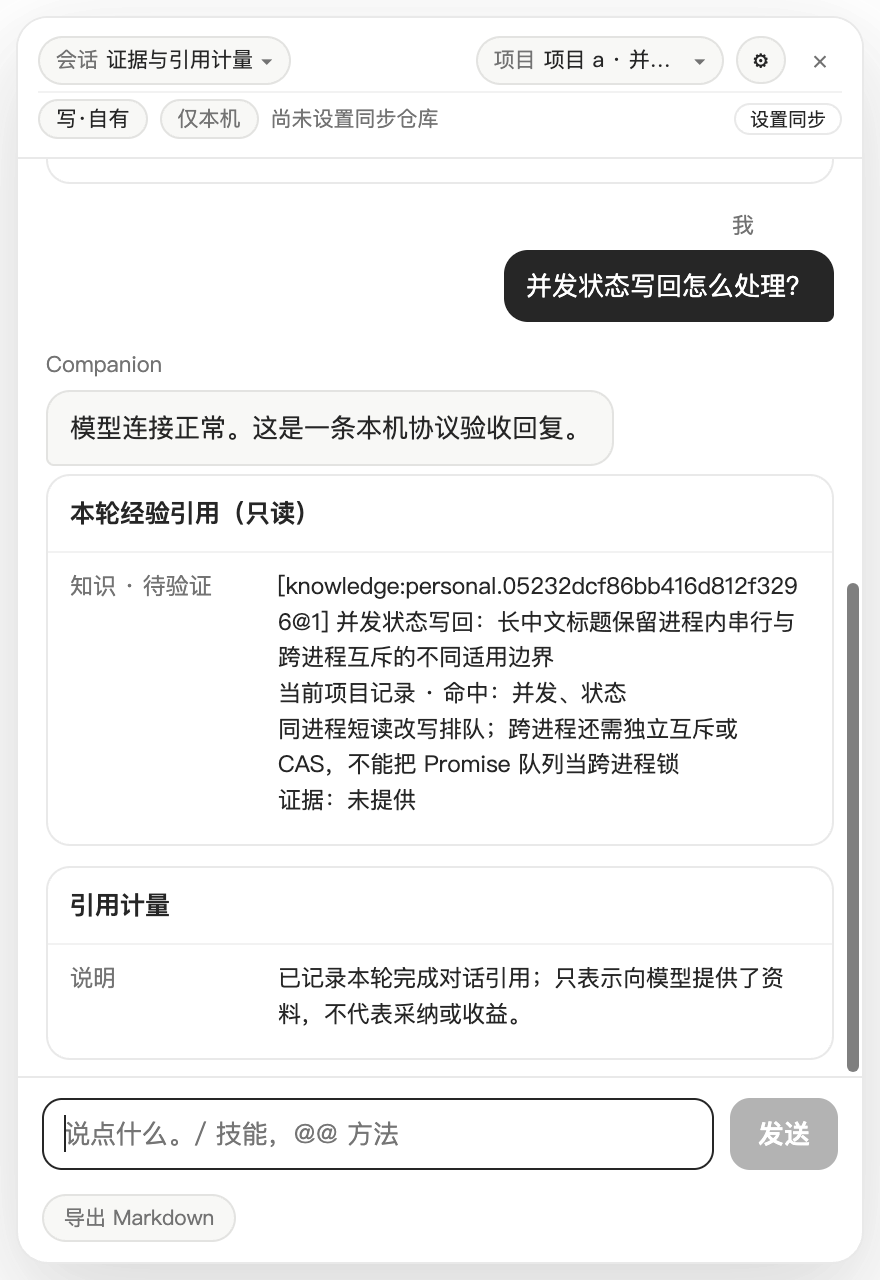 会话 证据与引用计量
项目 项目 a · 并...
写·自有
仅本机
尚未设置同步仓库
设置同步
我
并发状态写回怎么处理?
Companion
模型连接正常。这是一条本机协议验收回复。
本轮经验引用（只读）
知识 · 待验证
[knowledge:personal.05232dcf86bb416d812f329
6@1] 并发状态写回：长中文标题保留进程内串行与
跨进程互斥的不同适用边界
当前项目记录 · 命中：并发、状态
同进程短读改写排队；跨进程还需独立互斥或
CAS，不能把 Promise 队列当跨进程锁
证据：未提供
引用计量
说明
已记录本轮完成对话引用；只表示向模型提供了资
料，不代表采纳或收益。
说点什么。/ 技能，@@ 方法
发送
导出 Markdown